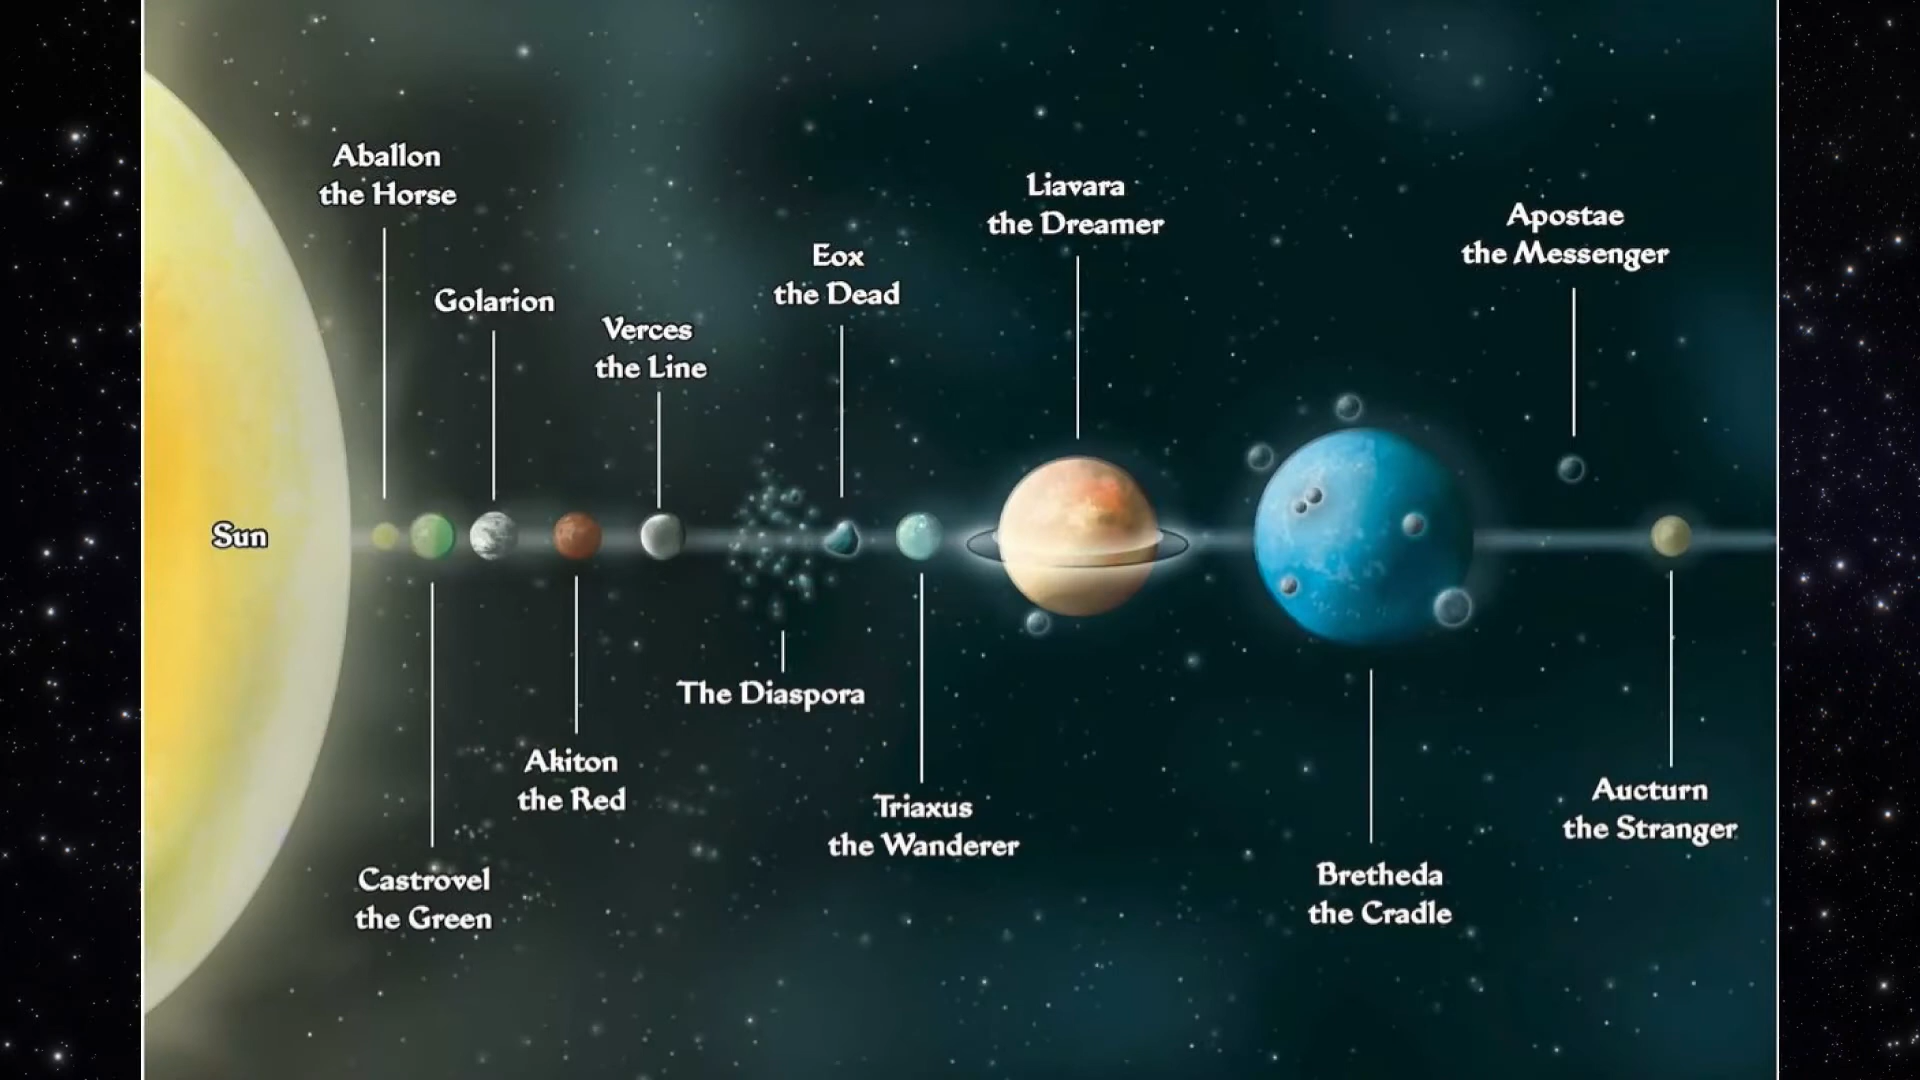 Aballon
the Horse
Liavara
the Dreamer
Apostae
the Messenger
Eox
the Dead
Golarion
Verces
the Line
Sun
The Diaspora
Akiton
the Red
Triaxus
the Wanderer
Aucturn
the Stranger
Castrovel
the Green
Bretheda
the Cradle